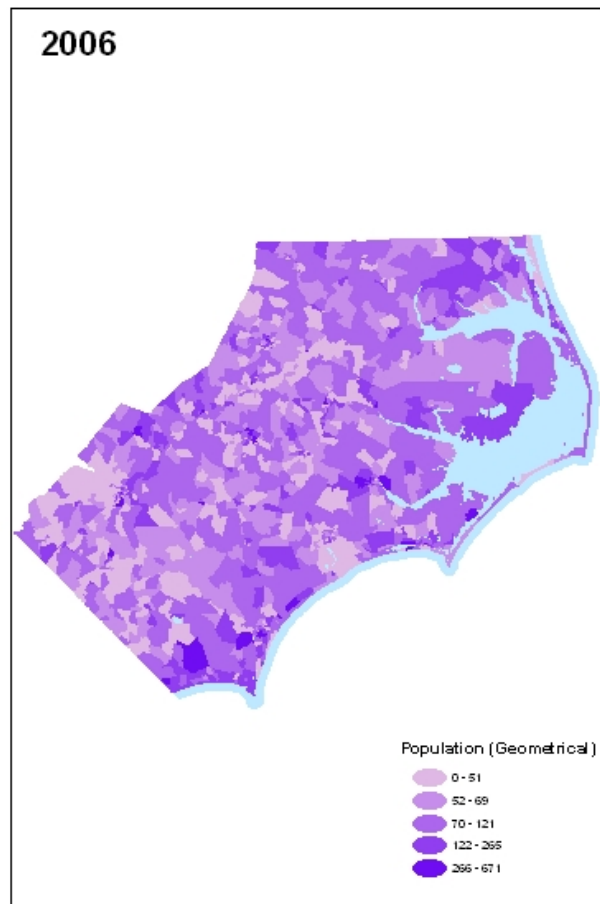 2006
Population (Geometrical)
0 - 51
52 - 69
70 - 121
122 - 265
266 - 671